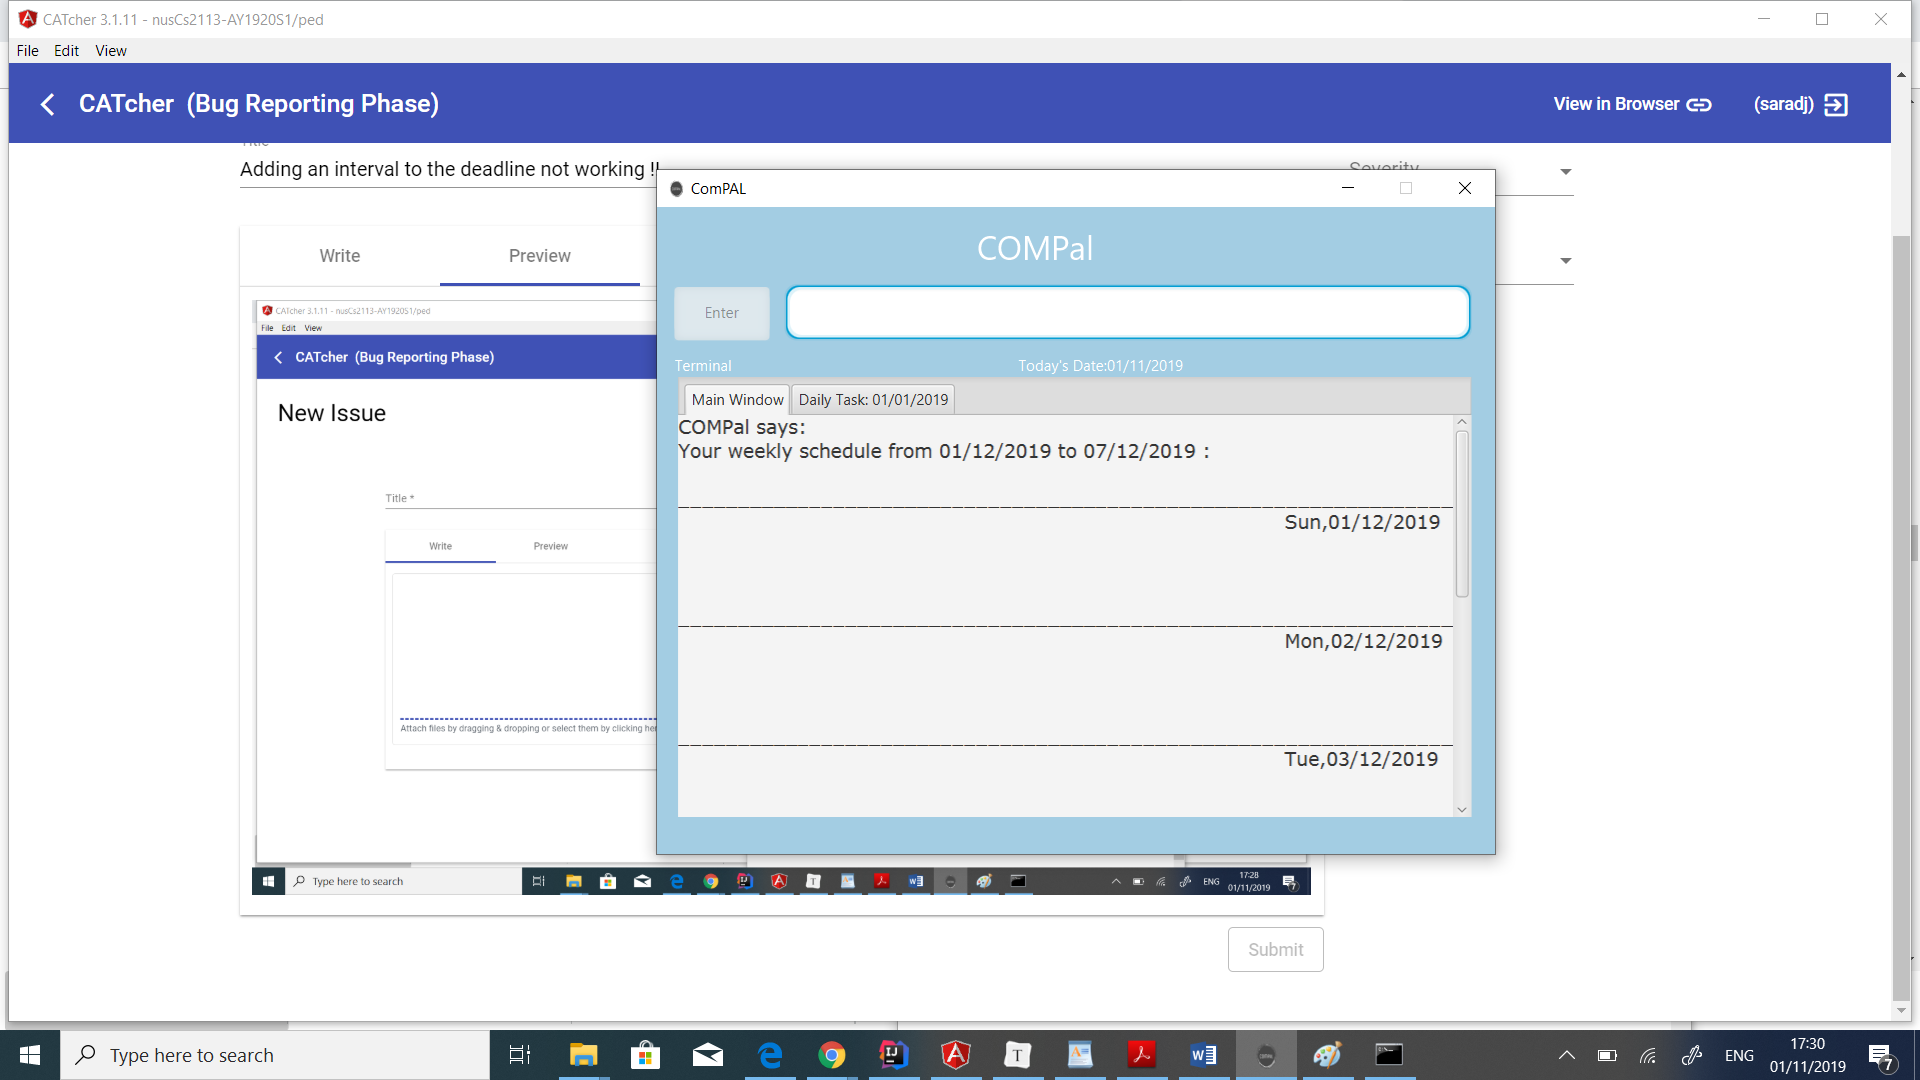 CATcher 3.1.11 - nusCs2113-AY1920S1/ped
File Edit View
CATcher (Bug Reporting Phase)
View in Browser
(saradj)
Title
Adding an interval to the deadline not working !!
Severity
Write
Preview
CATcher 3.1.11 - nusCs2113-AY1920S1/ped
File Edit View
CATcher (Bug Reporting Phase)
New Issue
Title *
Write
Preview
Attach files by dragging & dropping or select them by clicking
Type here to search
ENG
17:28
01/11/2019
7
ComPAL
COMPal
Enter
Terminal
Today's Date:01/11/2019
Main Window
Daily Task: 01/01/2019
COMPal says:
Your weekly schedule from 01/12/2019 to 07/12/2019 :
Sun,01/12/2019
Mon,02/12/2019
Tue,03/12/2019
Submit
Type here to search
ENG
17:30
01/11/2019
7